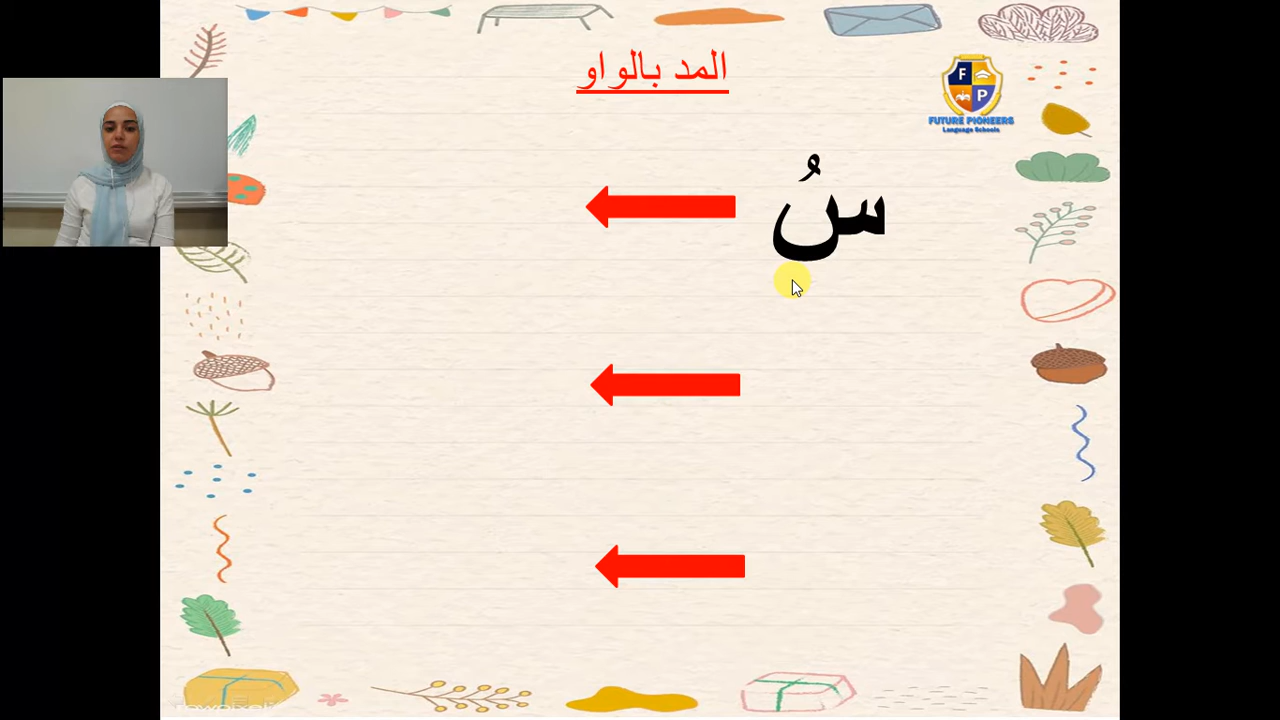 المد بالواو
F
P
FUTURE PIONEERS
Language Schools
سُ